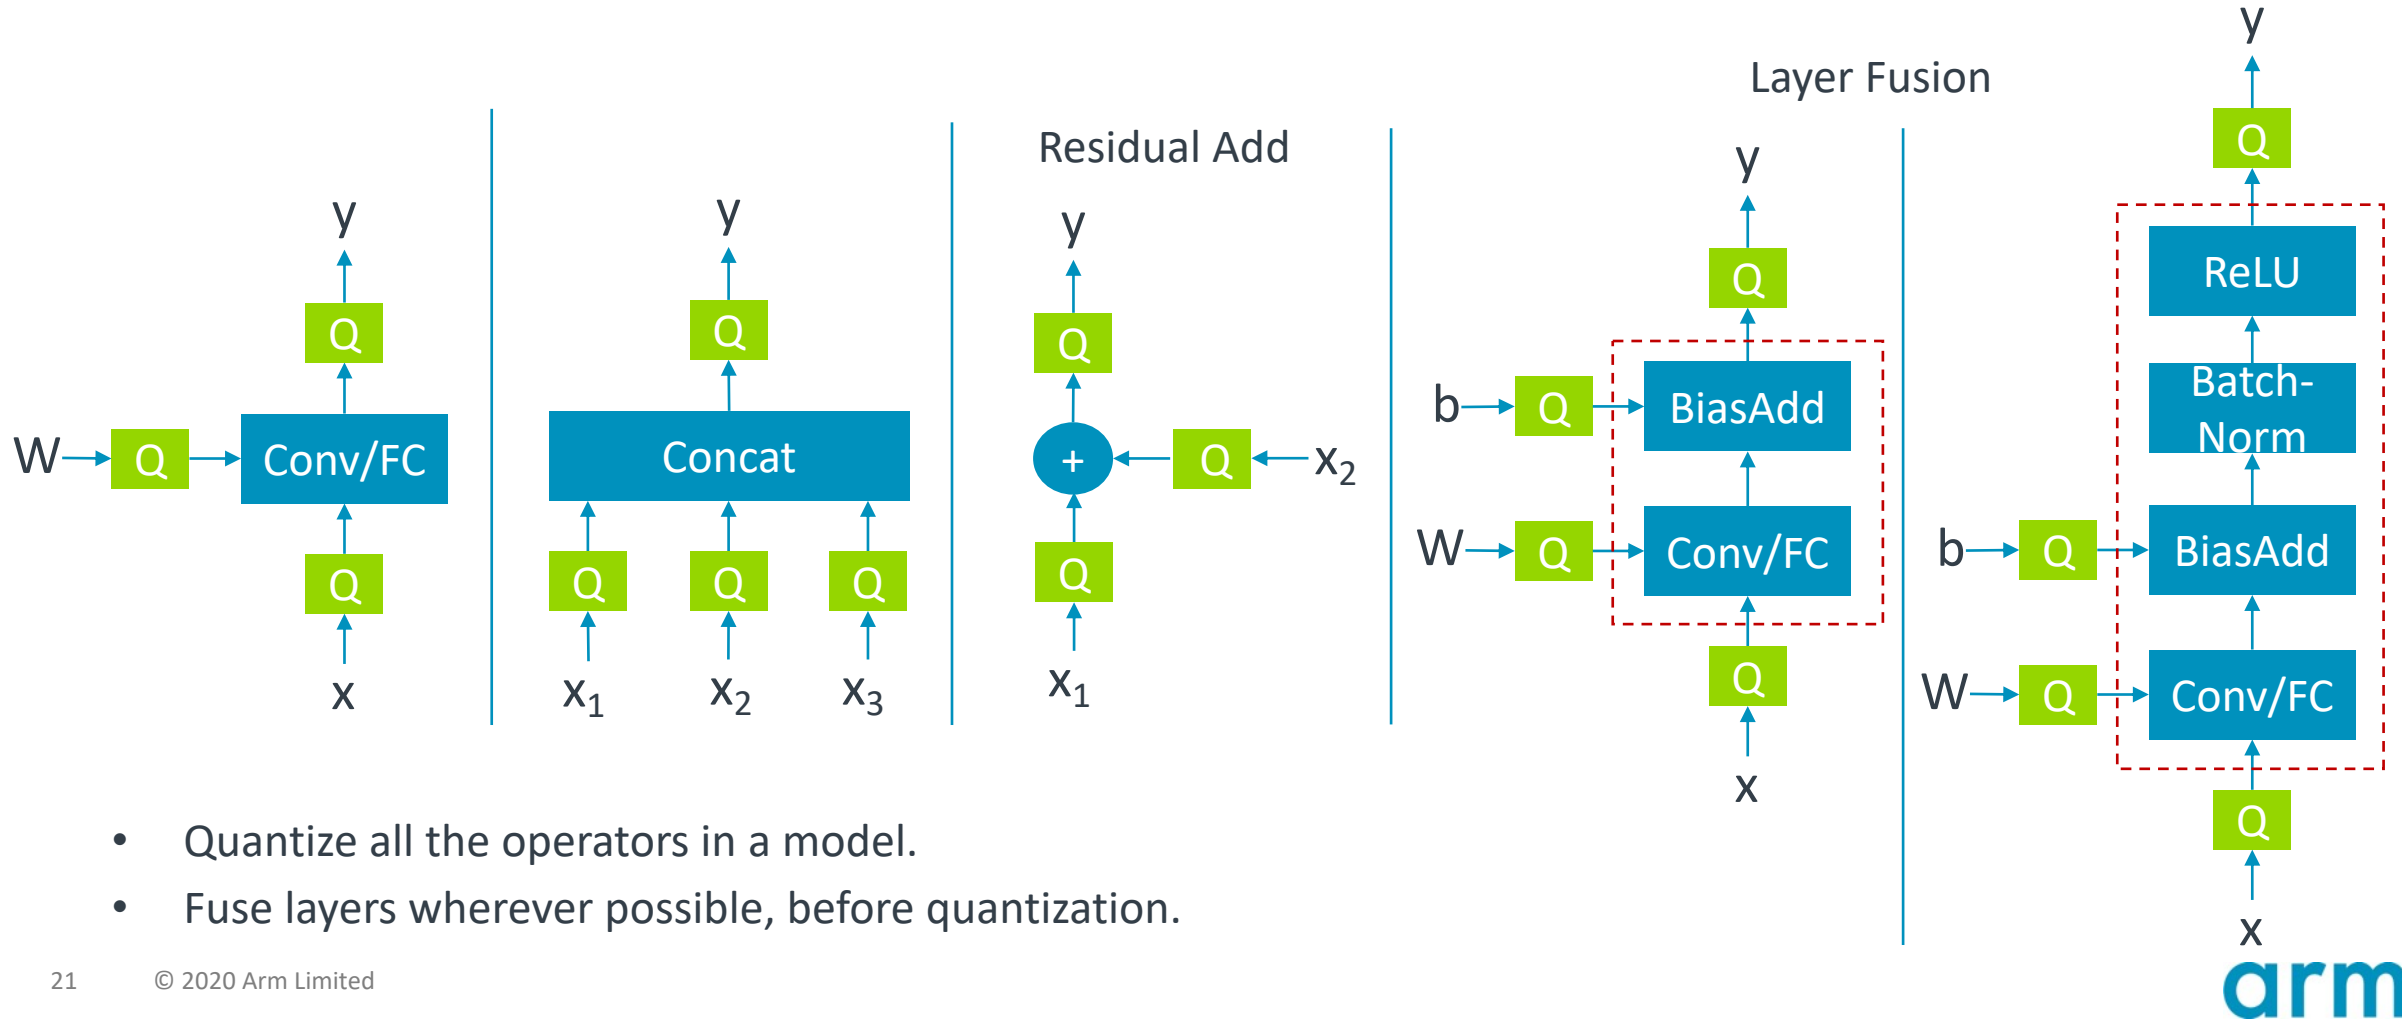 y
Q
W
Q
Conv/FC
Q
x
y
Q
Concat
Q Q Q
x1 x2 x3
Residual Add
y
Q
+
Q
x2
Q
x1
Layer Fusion
y
Q
b
Q
BiasAdd
W
Q
Conv/FC
Q
x
y
Q
ReLU
Batch-
Norm
b
Q
BiasAdd
W
Q
Conv/FC
Q
x
• Quantize all the operators in a model.
• Fuse layers wherever possible, before quantization.
21 © 2020 Arm Limited
arm